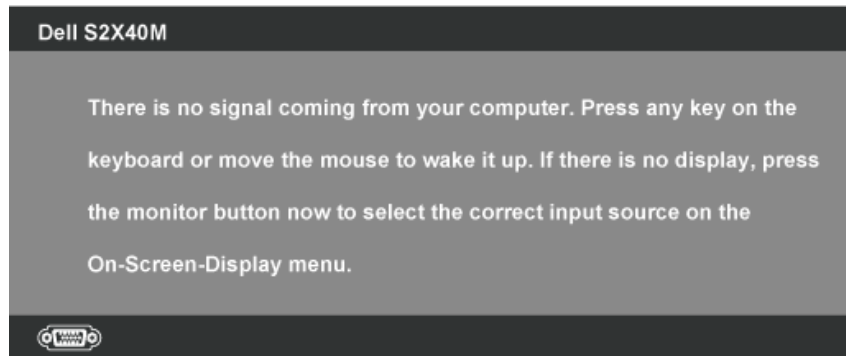 Dell S2X40M
There is no signal coming from your computer. Press any key on the
keyboard or move the mouse to wake it up. If there is no display, press
the monitor button now to select the correct input source on the
On-Screen-Display menu.